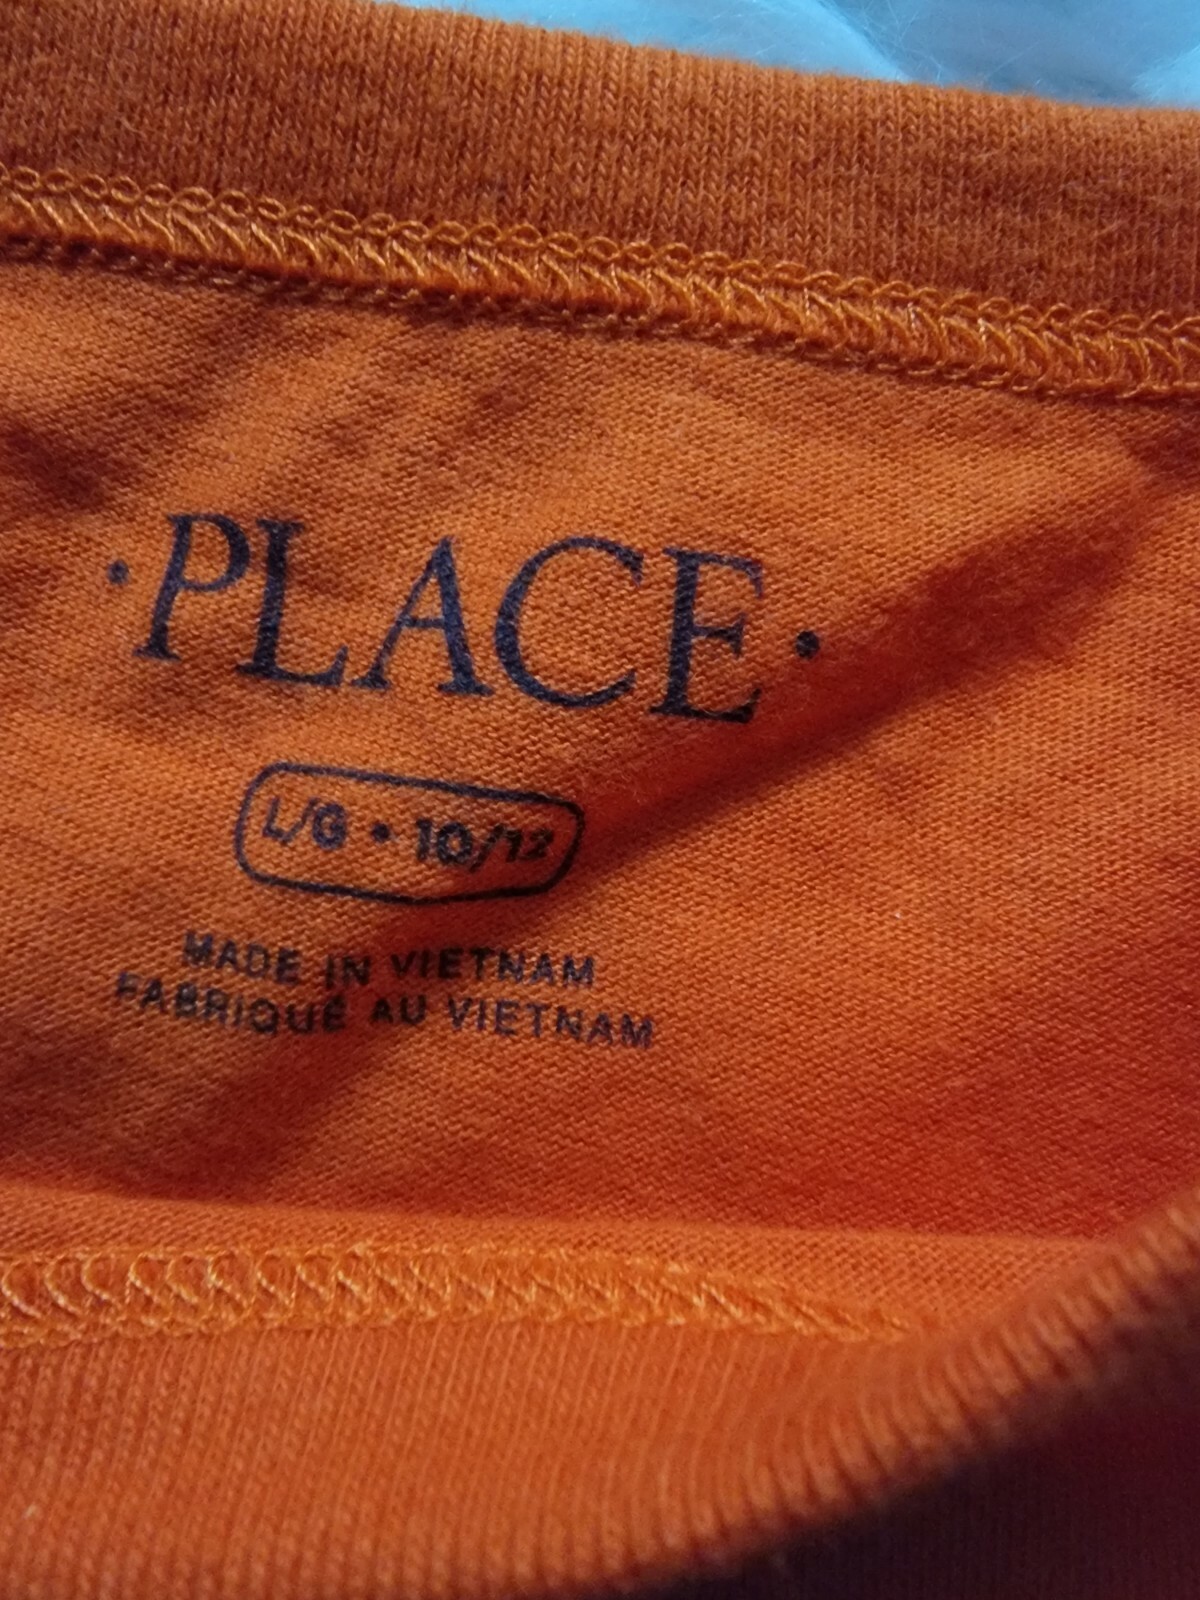 ·PLACE·
L/G • 10/12
MADE IN VIETNAM
FABRIQUÉ AU VIETNAM